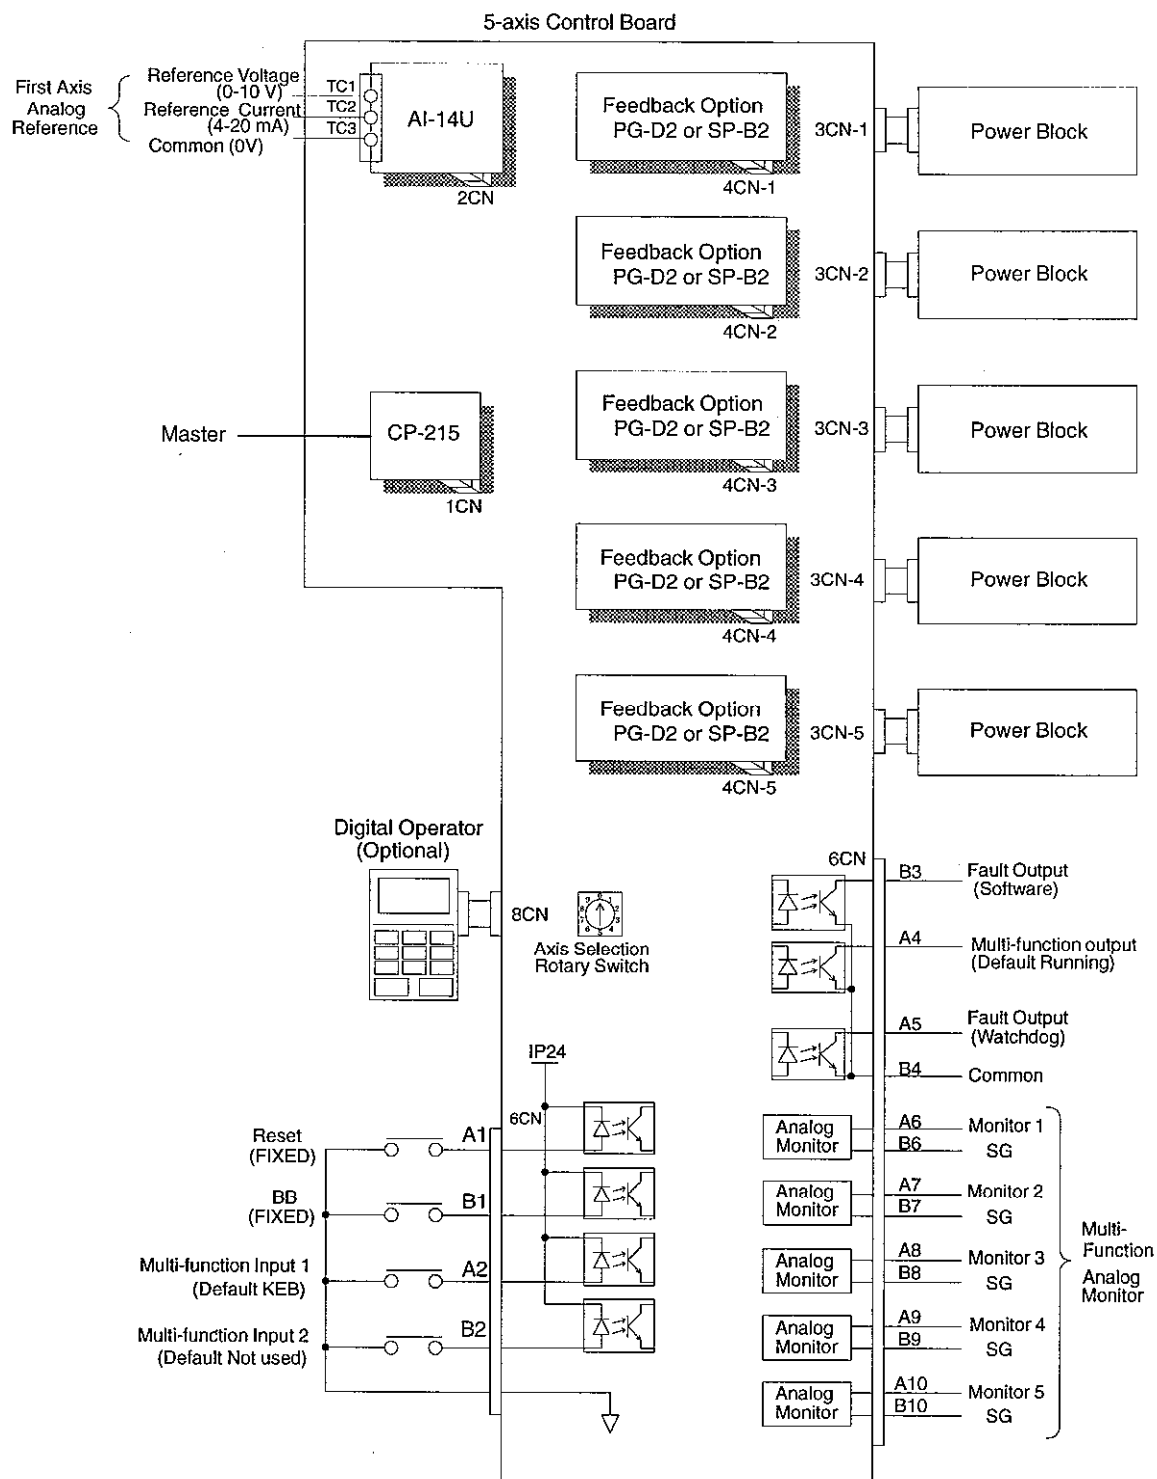 5-axis Control Board
First Axis
Analog
Reference
Reference Voltage
(0-10 V)
Reference Current
(4-20 mA)
Common (0V)
TC1
TC2
TC3
AI-14U
2CN
Feedback Option
PG-D2 or SP-B2
4CN-1
3CN-1
Power Block
Feedback Option
PG-D2 or SP-B2
4CN-2
3CN-2
Power Block
Master
CP-215
1CN
Feedback Option
PG-D2 or SP-B2
4CN-3
3CN-3
Power Block
Feedback Option
PG-D2 or SP-B2
4CN-4
3CN-4
Power Block
Feedback Option
PG-D2 or SP-B2
4CN-5
3CN-5
Power Block
Digital Operator
(Optional)
8CN
Axis Selection
Rotary Switch
6CN
B3
Fault Output
(Software)
A4
Multi-function output
(Default Running)
A5
Fault Output
(Watchdog)
B4
Common
IP24
6CN
Reset
(FIXED)
A1
BB
(FIXED)
B1
Multi-function Input 1
(Default KEB)
A2
Multi-function Input 2
(Default Not used)
B2
Analog
Monitor
A6
Monitor 1
B6
SG
Analog
Monitor
A7
Monitor 2
B7
SG
Analog
Monitor
A8
Monitor 3
B8
SG
Analog
Monitor
A9
Monitor 4
B9
SG
Analog
Monitor
A10
Monitor 5
B10
SG
Multi-
Function
Analog
Monitor